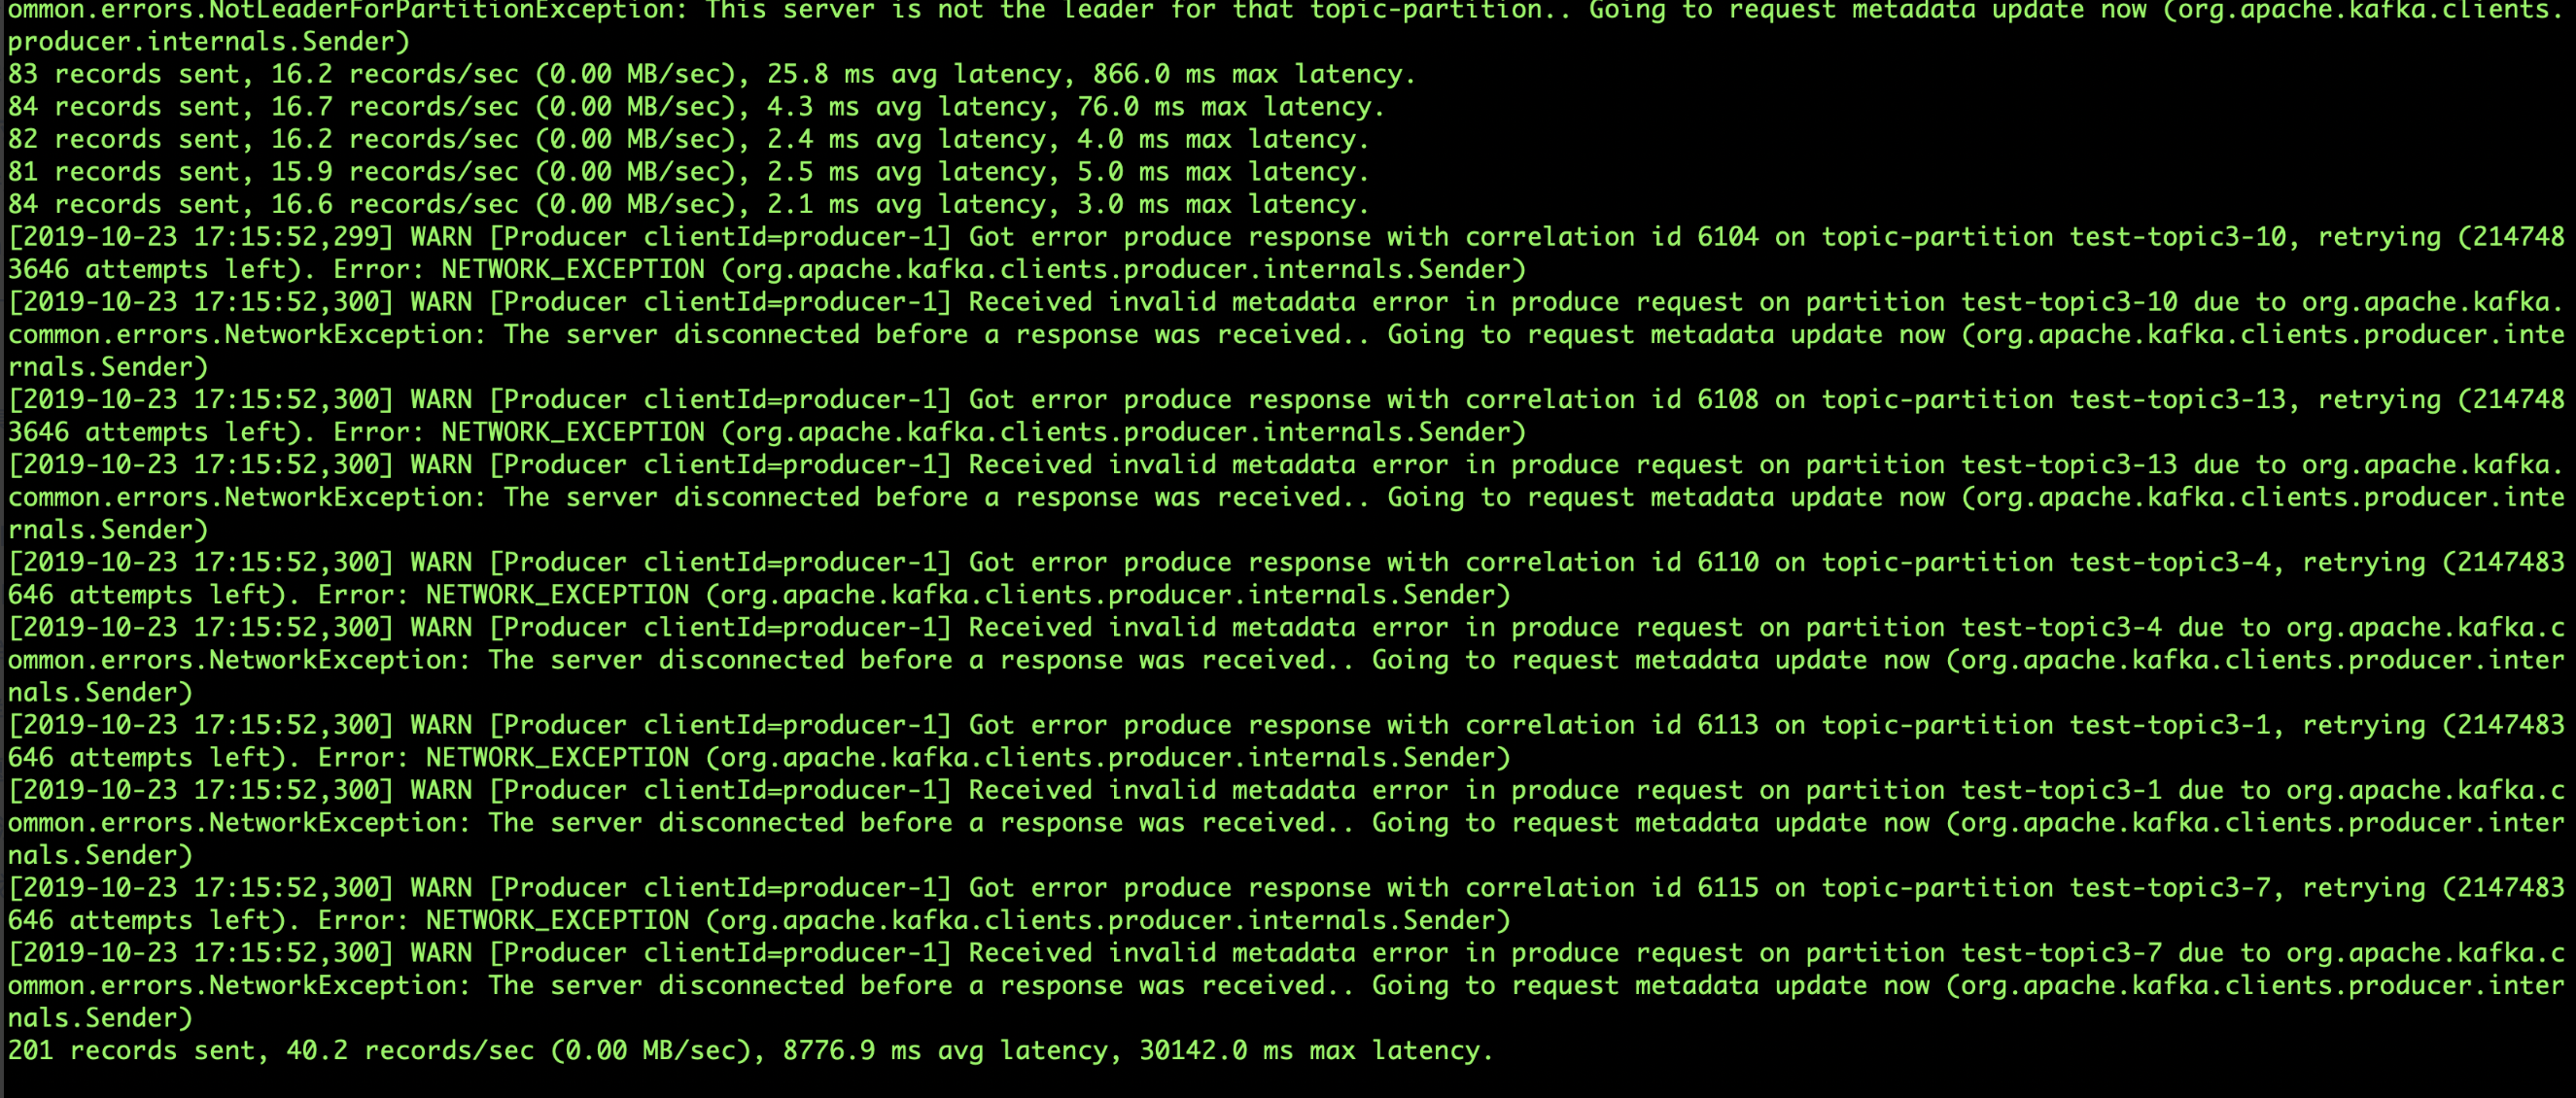 ommon.errors.NotLeaderForPartitionException: This server is not the leader for that topic-partition.. Going to request metadata update now (org.apache.kafka.clients.
producer.internals.Sender)
83 records sent, 16.2 records/sec (0.00 MB/sec), 25.8 ms avg latency, 866.0 ms max latency.
84 records sent, 16.7 records/sec (0.00 MB/sec), 4.3 ms avg latency, 76.0 ms max latency.
82 records sent, 16.2 records/sec (0.00 MB/sec), 2.4 ms avg latency, 4.0 ms max latency.
81 records sent, 15.9 records/sec (0.00 MB/sec), 2.5 ms avg latency, 5.0 ms max latency.
84 records sent, 16.6 records/sec (0.00 MB/sec), 2.1 ms avg latency, 3.0 ms max latency.
[2019-10-23 17:15:52,299] WARN [Producer clientId=producer-1] Got error produce response with correlation id 6104 on topic-partition test-topic3-10, retrying (214748
3646 attempts left). Error: NETWORK_EXCEPTION (org.apache.kafka.clients.producer.internals.Sender)
[2019-10-23 17:15:52,300] WARN [Producer clientId=producer-1] Received invalid metadata error in produce request on partition test-topic3-10 due to org.apache.kafka.
common.errors.NetworkException: The server disconnected before a response was received.. Going to request metadata update now (org.apache.kafka.clients.producer.inte
rnals.Sender)
[2019-10-23 17:15:52,300] WARN [Producer clientId=producer-1] Got error produce response with correlation id 6108 on topic-partition test-topic3-13, retrying (214748
3646 attempts left). Error: NETWORK_EXCEPTION (org.apache.kafka.clients.producer.internals.Sender)
[2019-10-23 17:15:52,300] WARN [Producer clientId=producer-1] Received invalid metadata error in produce request on partition test-topic3-13 due to org.apache.kafka.
common.errors.NetworkException: The server disconnected before a response was received.. Going to request metadata update now (org.apache.kafka.clients.producer.inte
rnals.Sender)
[2019-10-23 17:15:52,300] WARN [Producer clientId=producer-1] Got error produce response with correlation id 6110 on topic-partition test-topic3-4, retrying (2147483
646 attempts left). Error: NETWORK_EXCEPTION (org.apache.kafka.clients.producer.internals.Sender)
[2019-10-23 17:15:52,300] WARN [Producer clientId=producer-1] Received invalid metadata error in produce request on partition test-topic3-4 due to org.apache.kafka.c
ommon.errors.NetworkException: The server disconnected before a response was received.. Going to request metadata update now (org.apache.kafka.clients.producer.inter
nals.Sender)
[2019-10-23 17:15:52,300] WARN [Producer clientId=producer-1] Got error produce response with correlation id 6113 on topic-partition test-topic3-1, retrying (2147483
646 attempts left). Error: NETWORK_EXCEPTION (org.apache.kafka.clients.producer.internals.Sender)
[2019-10-23 17:15:52,300] WARN [Producer clientId=producer-1] Received invalid metadata error in produce request on partition test-topic3-1 due to org.apache.kafka.c
ommon.errors.NetworkException: The server disconnected before a response was received.. Going to request metadata update now (org.apache.kafka.clients.producer.inter
nals.Sender)
[2019-10-23 17:15:52,300] WARN [Producer clientId=producer-1] Got error produce response with correlation id 6115 on topic-partition test-topic3-7, retrying (2147483
646 attempts left). Error: NETWORK_EXCEPTION (org.apache.kafka.clients.producer.internals.Sender)
[2019-10-23 17:15:52,300] WARN [Producer clientId=producer-1] Received invalid metadata error in produce request on partition test-topic3-7 due to org.apache.kafka.c
ommon.errors.NetworkException: The server disconnected before a response was received.. Going to request metadata update now (org.apache.kafka.clients.producer.inter
nals.Sender)
201 records sent, 40.2 records/sec (0.00 MB/sec), 8776.9 ms avg latency, 30142.0 ms max latency.